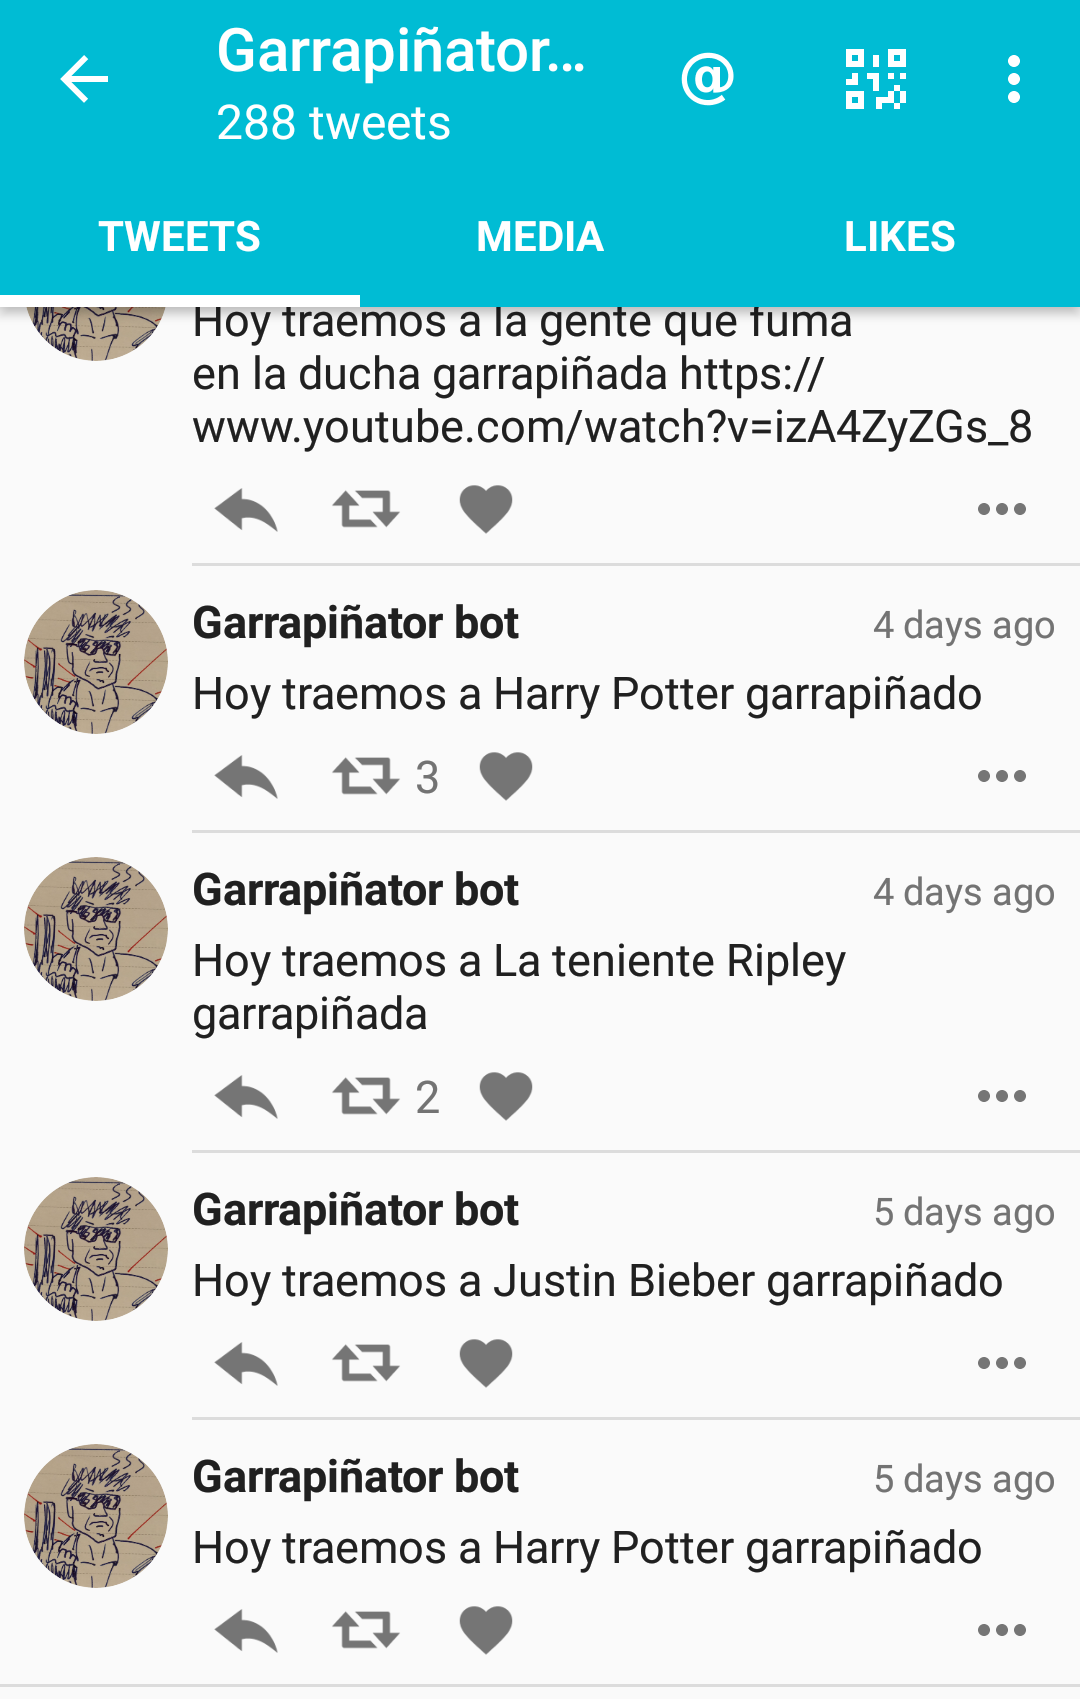 Garrapiñator...
288 tweets
@
TWEETS
MEDIA
LIKES
Hoy traemos a la gente que fuma
en la ducha garrapiñada https://
www.youtube.com/watch?v=izA4ZyZGs_8
Garrapiñator bot
4 days ago
Hoy traemos a Harry Potter garrapiñado
3
Garrapiñator bot
4 days ago
Hoy traemos a La teniente Ripley
garrapiñada
2
Garrapiñator bot
5 days ago
Hoy traemos a Justin Bieber garrapiñado
Garrapiñator bot
5 days ago
Hoy traemos a Harry Potter garrapiñado